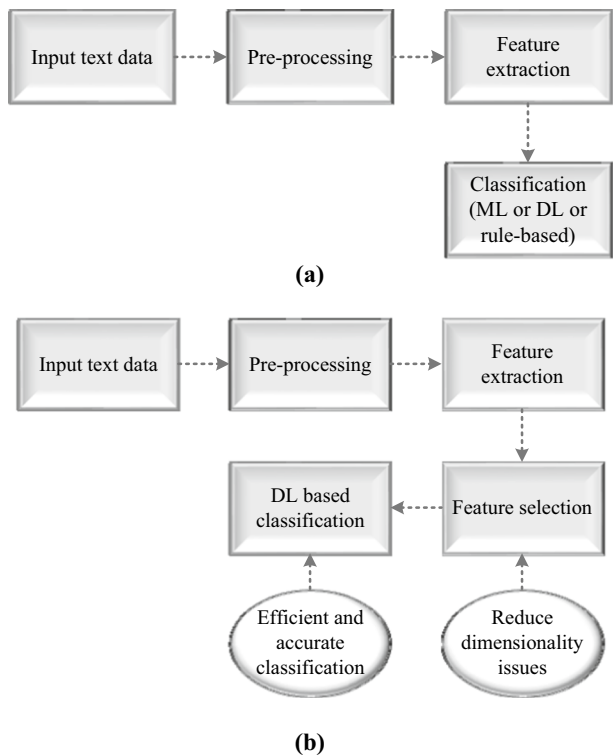 Input text data
Pre-processing
Feature
extraction
Classification
(ML or DL or
rule-based)
(a)
Input text data
Pre-processing
Feature
extraction
DL based
classification
Feature selection
Efficient and
accurate
classification
Reduce
dimensionality
issues
(b)